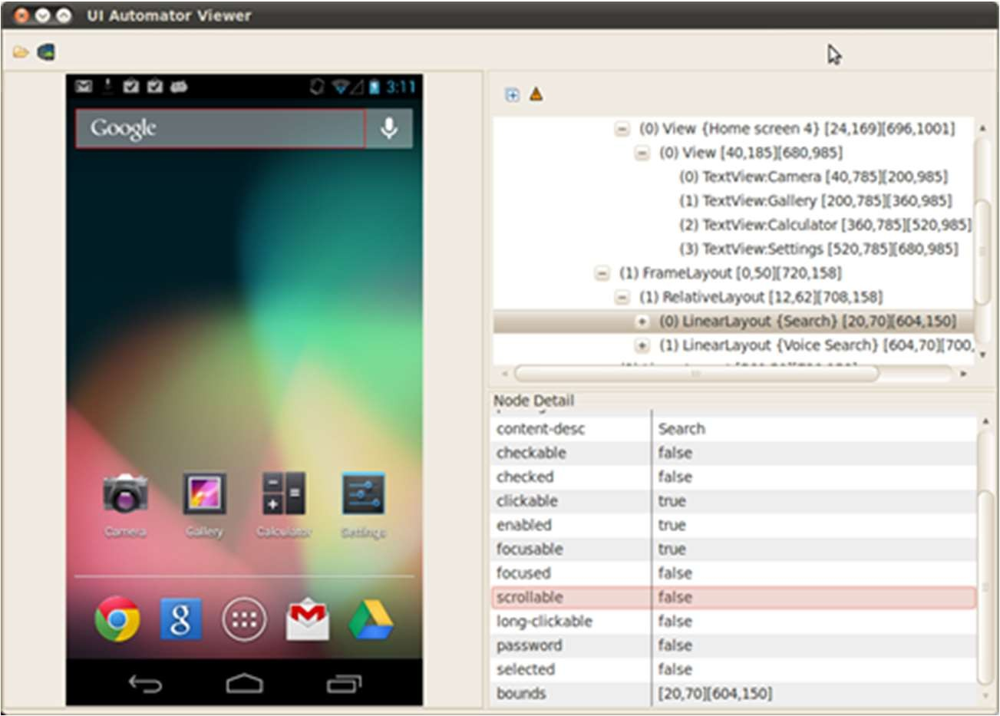 UI Automator Viewer
3:11
Google
Camera
Gallery
Calculator
Settings
8
(0) View {Home screen 4} [24,169][696,1001]
(0) View [40,185][680,985]
(0) TextView:Camera [40,785][200,985]
(1) TextView:Gallery [200,785][360,985]
(2) TextView:Calculator [360,785][520,985]
(3) TextView:Settings [520,785][680,985]
(1) FrameLayout [0,50][720,158]
(1) RelativeLayout [12,62][708,158]
(0) LinearLayout {Search} [20,70][604,150]
(1) LinearLayout {Voice Search} [604,70][700,
Node Detail
content-desc Search
checkable false
checked false
clickable true
enabled true
focusable true
focused false
scrollable false
long-clickable false
password false
selected false
bounds [20,70][604,150]